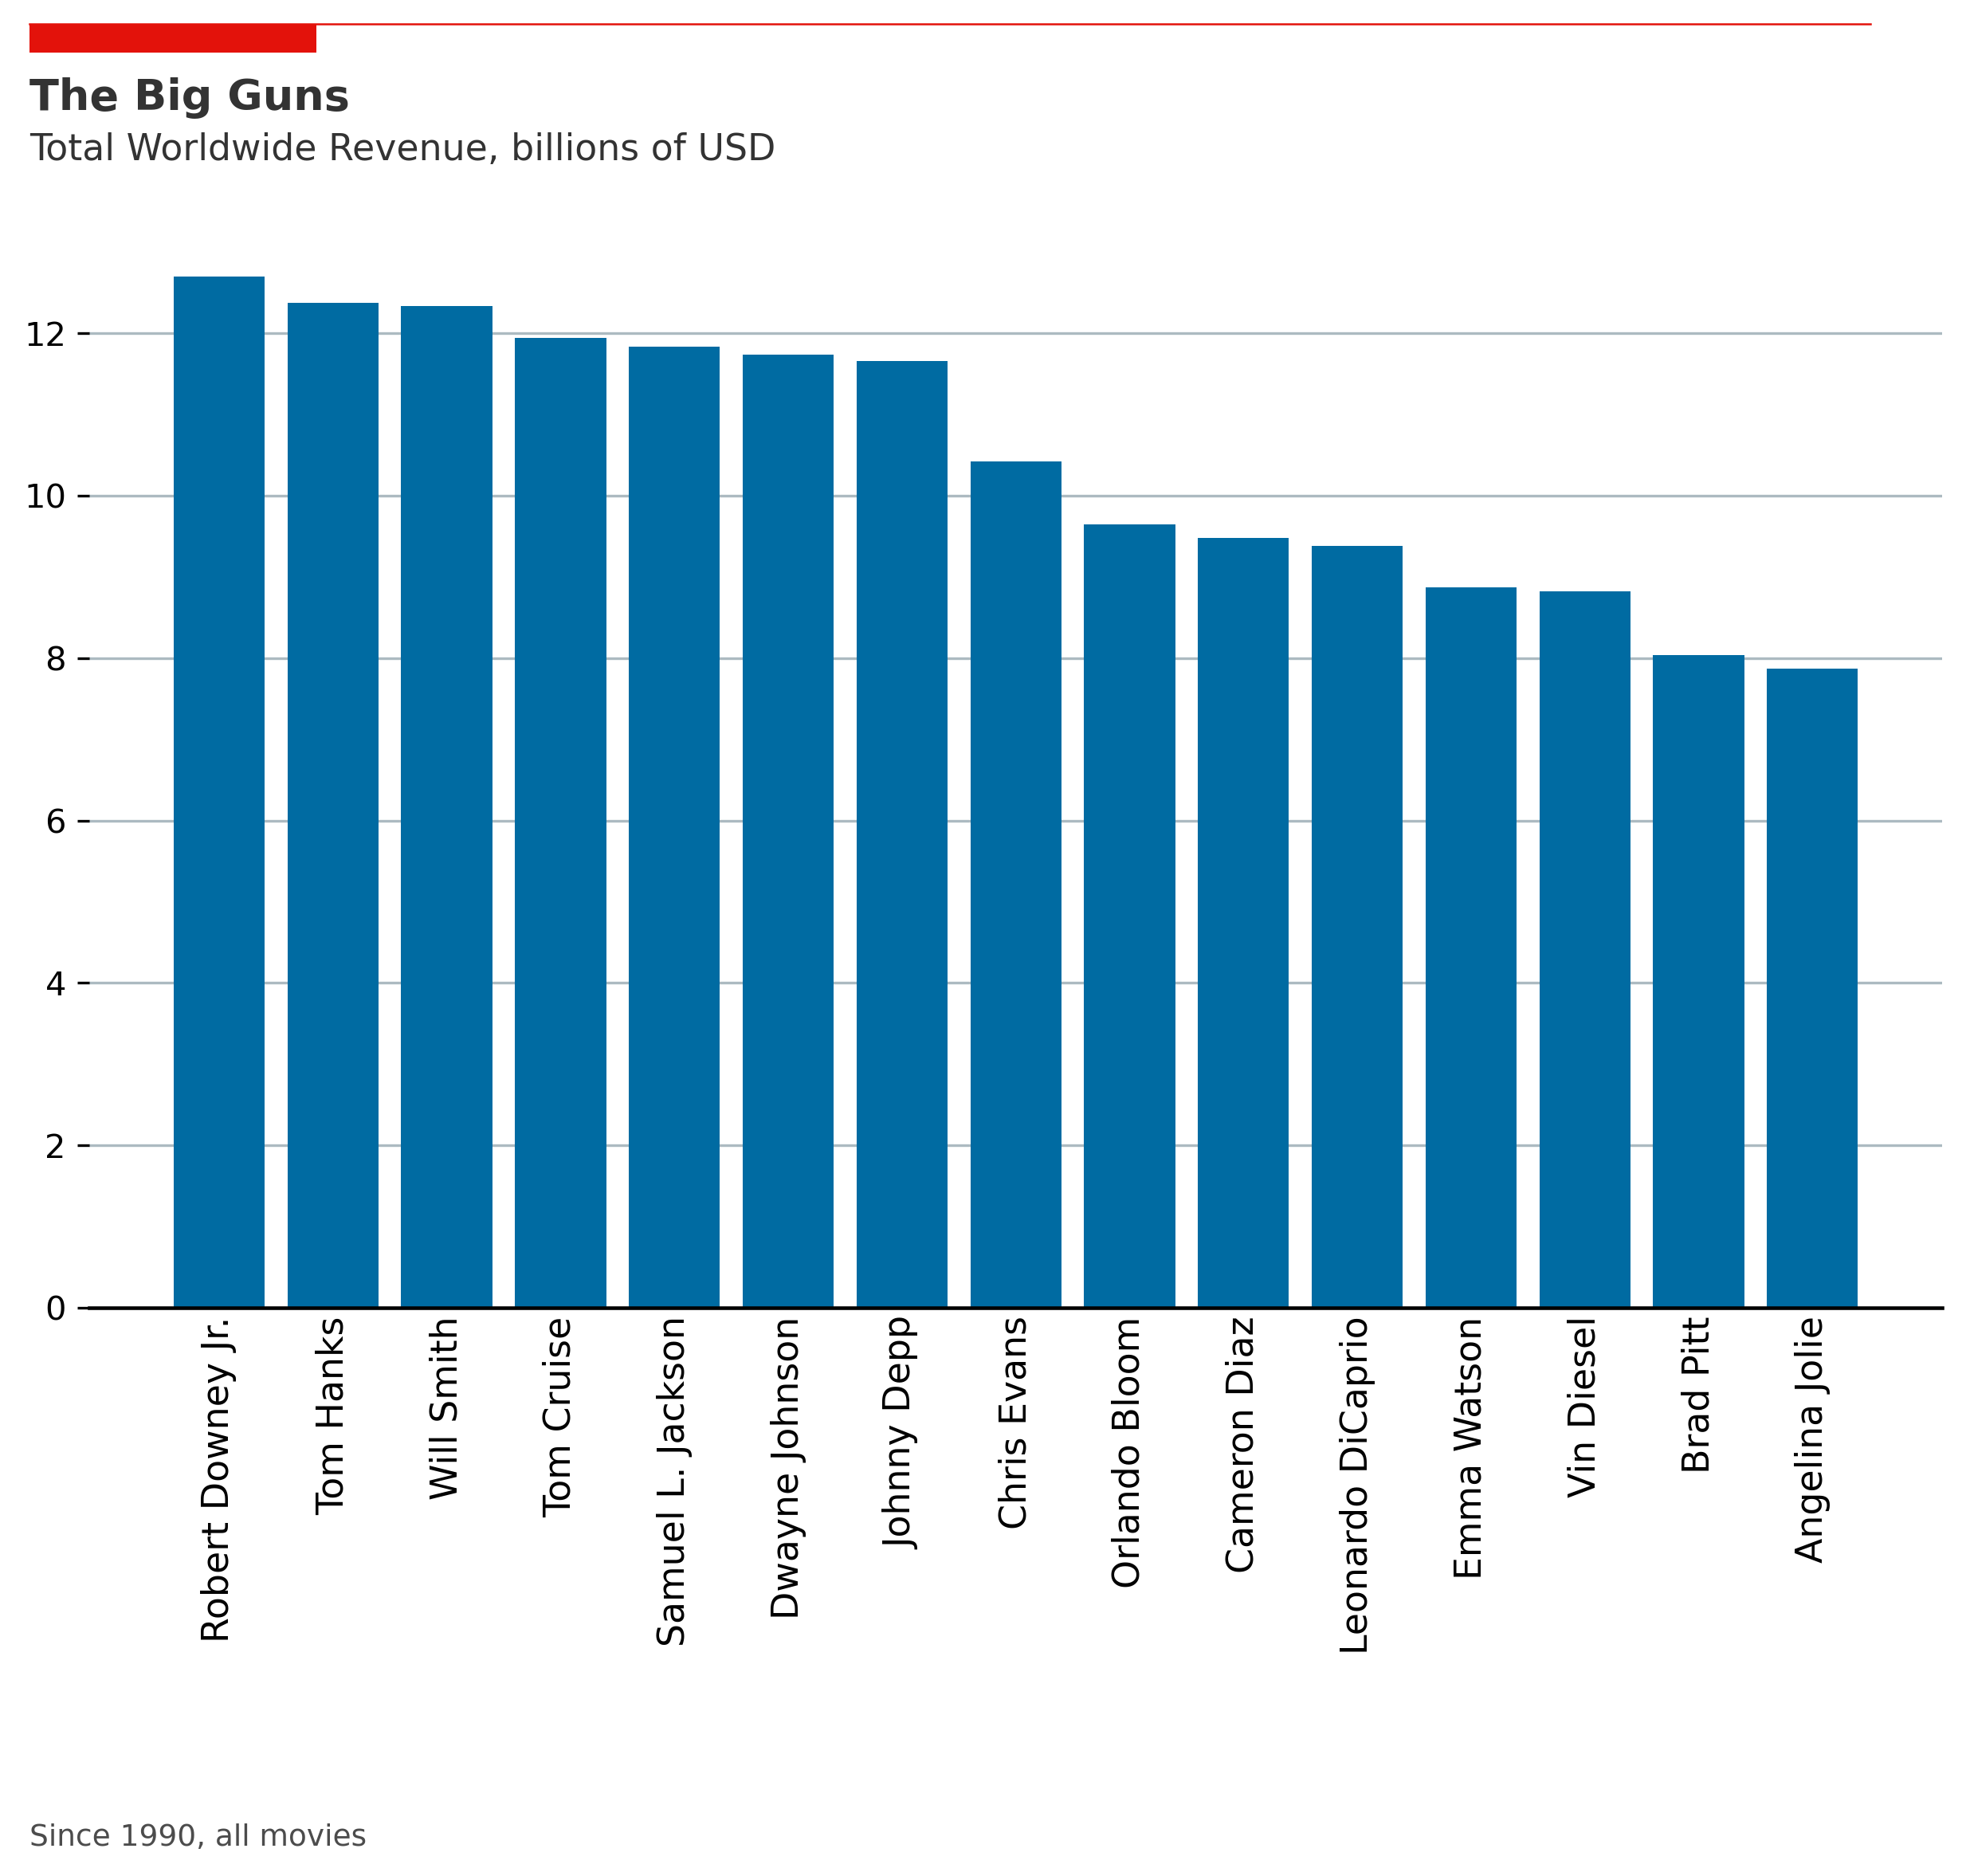 The Big Guns
Total Worldwide Revenue, billions of USD
12
10
8
6
4
2
0
Robert Downey Jr.
Tom Hanks
Will Smith
Tom Cruise
Samuel L. Jackson
Dwayne Johnson
Johnny Depp
Chris Evans
Orlando Bloom
Cameron Diaz
Leonardo DiCaprio
Emma Watson
Vin Diesel
Brad Pitt
Angelina Jolie
Since 1990, all movies